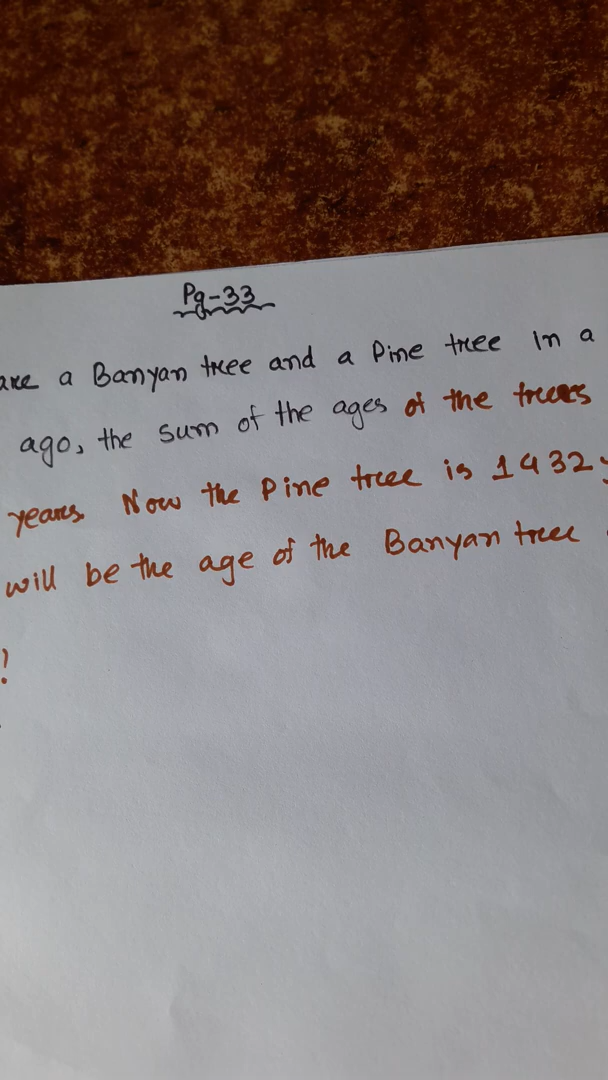 Pg-33
are a Banyan tree and a Pine tree in a
ago, the sum of the ages of the trees
years. Now the Pine tree is 1432 y
will be the age of the Banyan tree
?